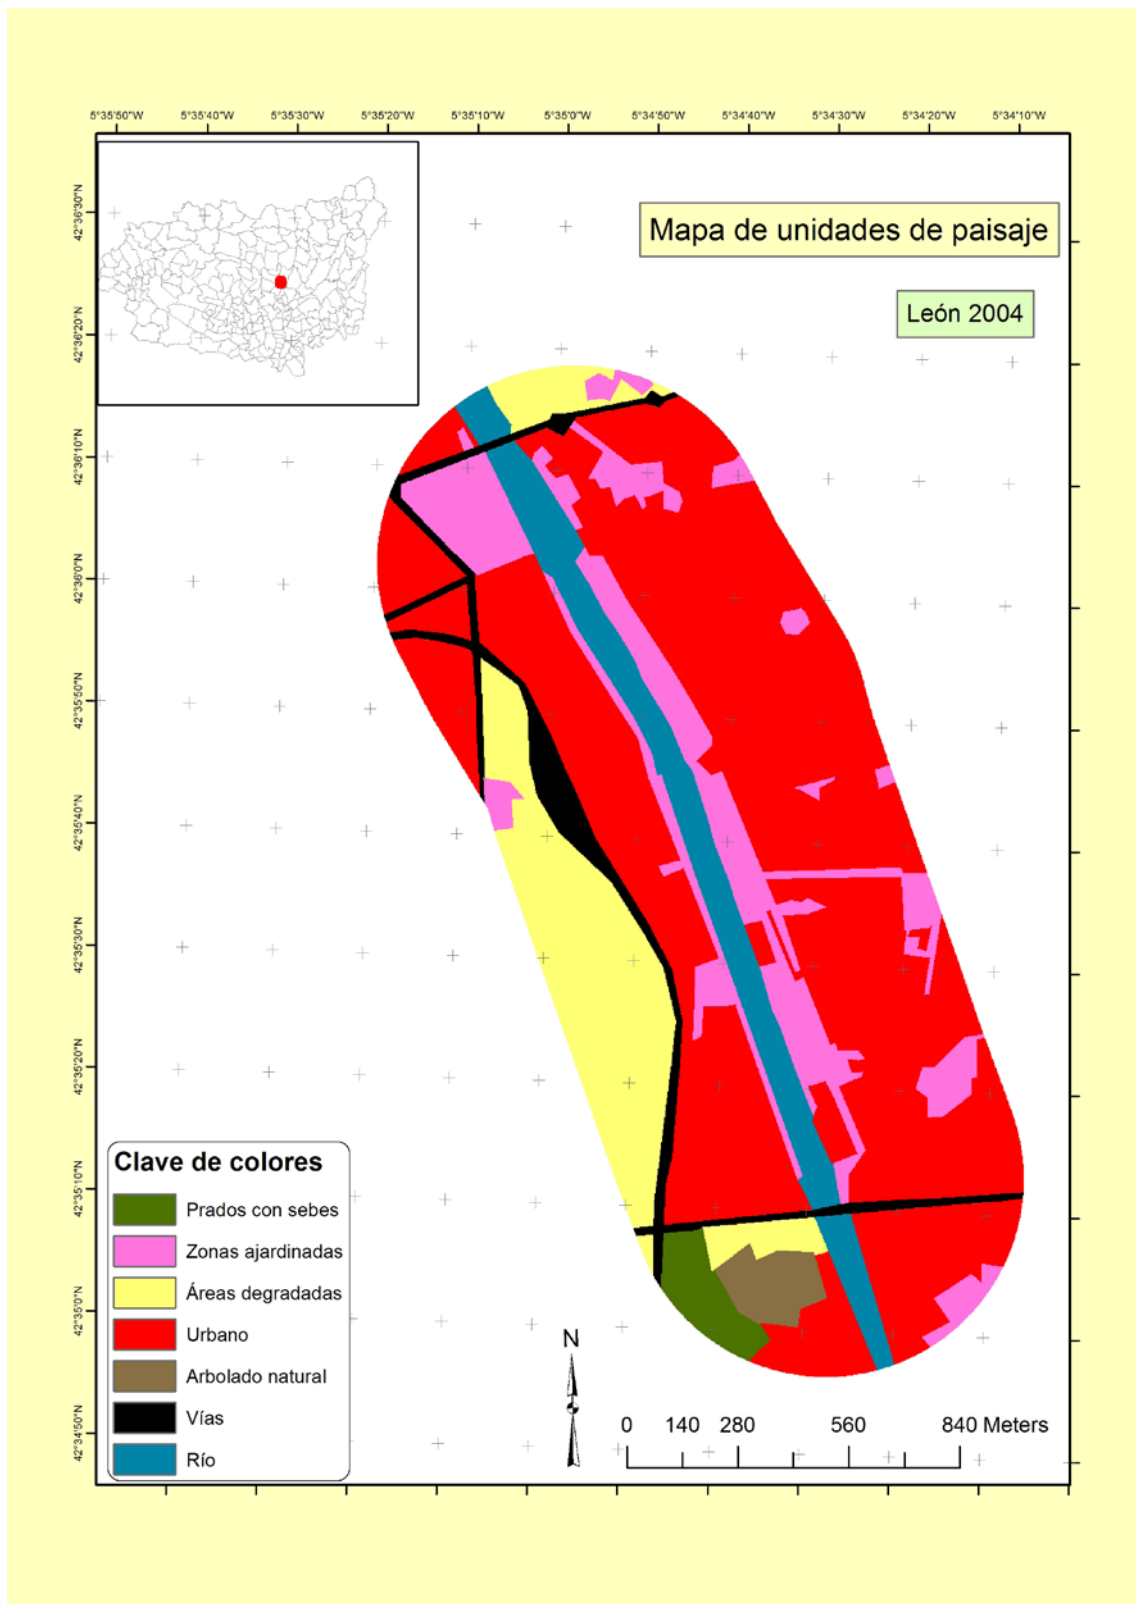 5°35'50"W 5°35'40"W 5°35'30"W 5°35'20"W 5°35'10"W 5°35'0"W 5°34'50"W 5°34'40"W 5°34'30"W 5°34'20"W 5°34'10"W
42°36'30"N
42°36'20"N
42°36'10"N
42°36'0"N
42°35'50"N
42°35'40"N
42°35'30"N
42°35'20"N
42°35'10"N
42°35'0"N
42°34'50"N
Mapa de unidades de paisaje
León 2004
Clave de colores
Prados con sebes
Zonas ajardinadas
Áreas degradadas
Urbano
Arbolado natural
Vías
Río
N
0 140 280 560 840 Meters